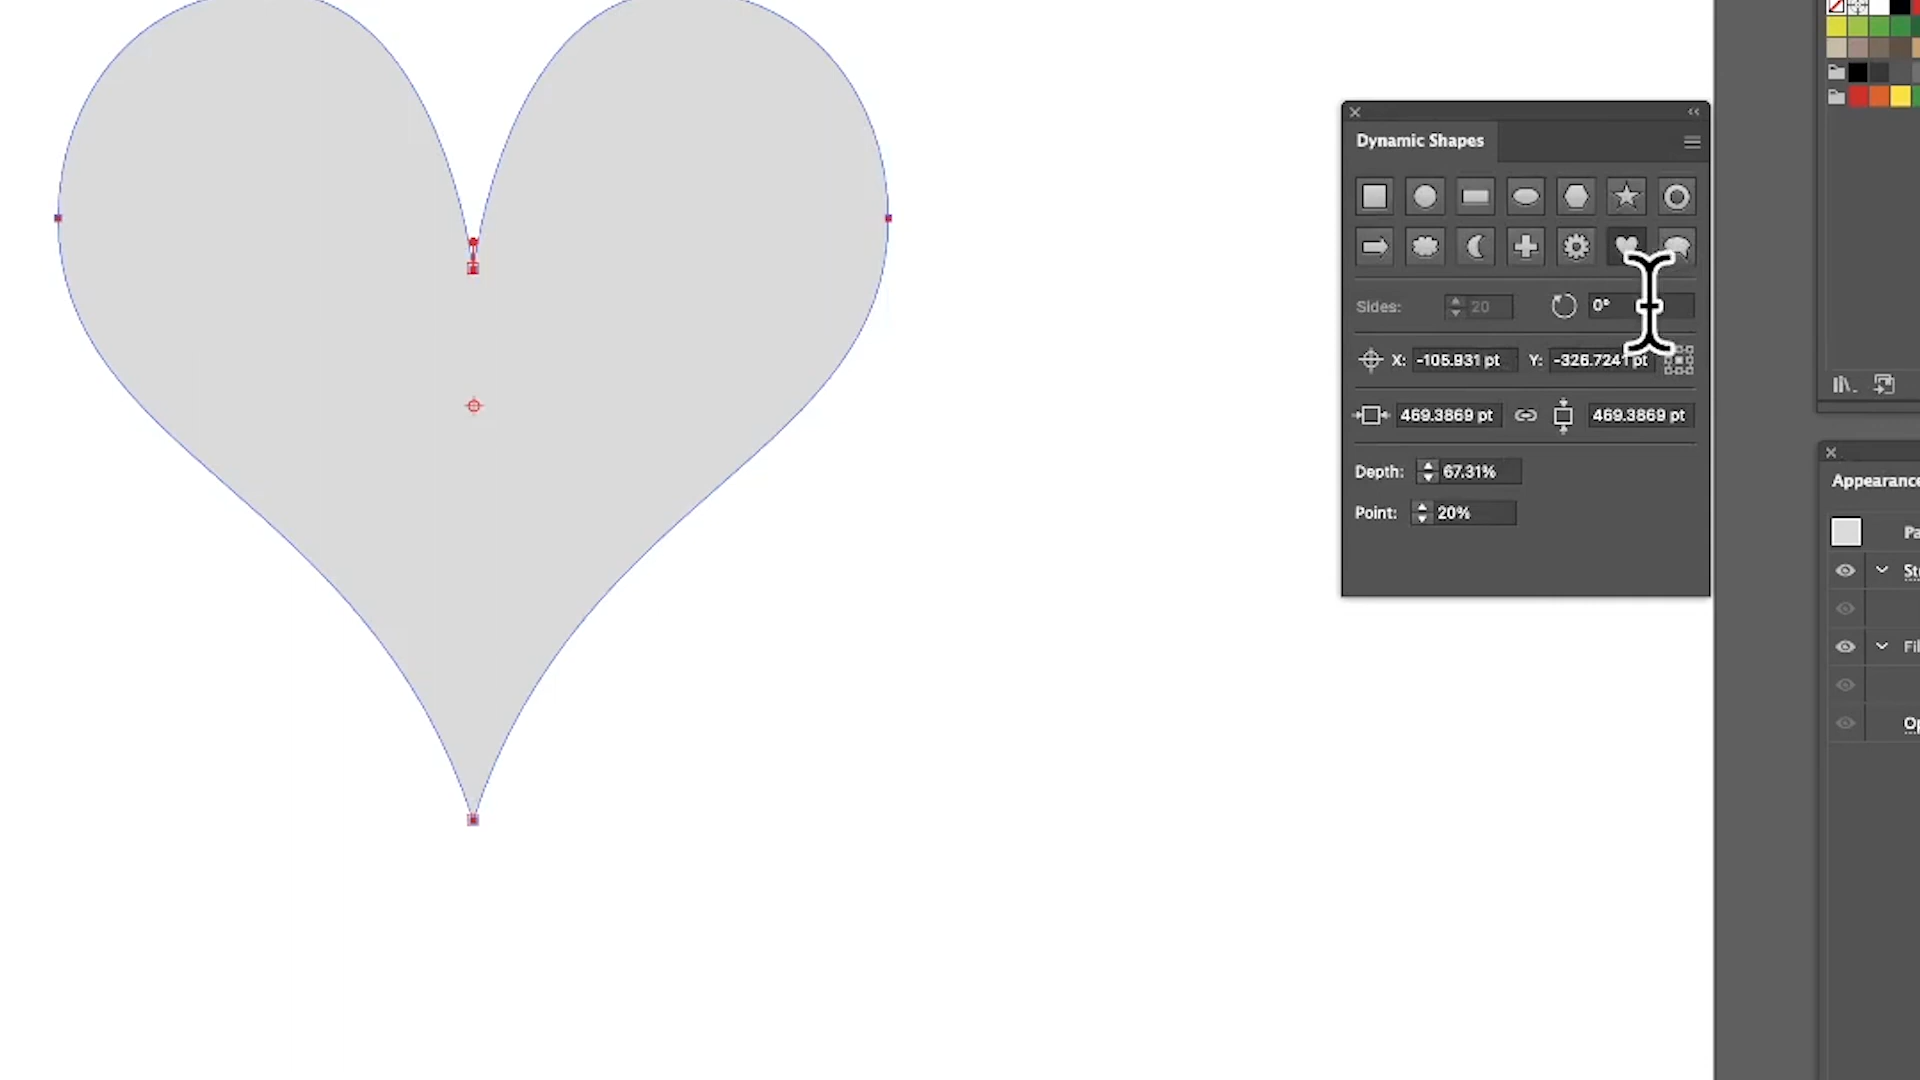 Dynamic Shapes
Sides: 20 0°
X: -105.931 pt Y: -326.7241 pt
469.3869 pt 469.3869 pt
Depth: 67.31%
Point: 20%
Appearance